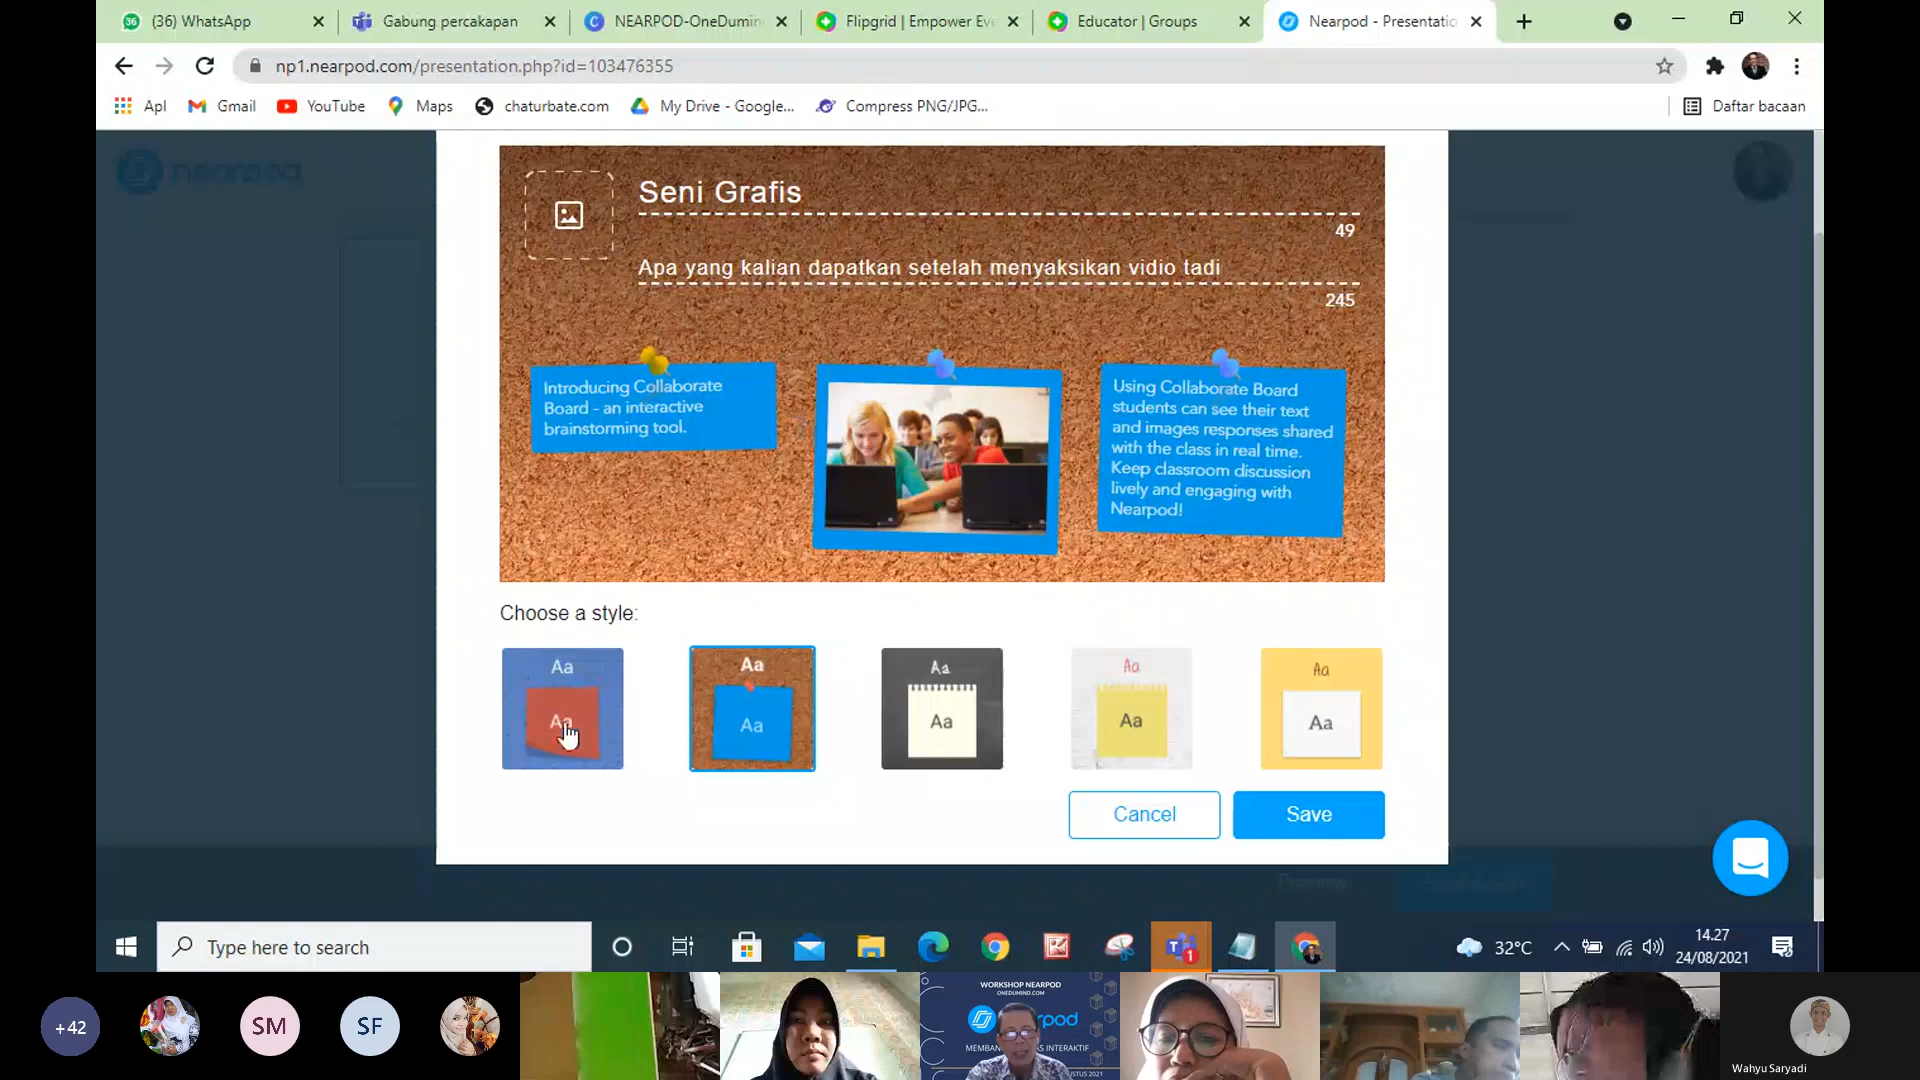 (36) WhatsApp
Gabung percakapan
NEARPOD-OneDumin
Flipgrid | Empower Eve
Educator | Groups
Nearpod - Presentatio
np1.nearpod.com/presentation.php?id=103476355
Apl
Gmail
YouTube
Maps
chaturbate.com
My Drive - Google...
Compress PNG/JPG...
Daftar bacaan
nearpod
Seni Grafis
49
Apa yang kalian dapatkan setelah menyaksikan vidio tadi
245
Introducing Collaborate
Board - an interactive
brainstorming tool.
Using Collaborate Board
students can see their text
and images responses shared
with the class in real time.
Keep classroom discussion
lively and engaging with
Nearpod!
Choose a style:
Aa
Aa
Aa
Aa
Aa
Aa
Aa
Aa
Aa
Aa
Cancel
Save
Type here to search
1
32°C
14.27
24/08/2021
+42
SM
SF
WORKSHOP NEARPOD
ONEDUMIND.COM
Wahyu Saryadi